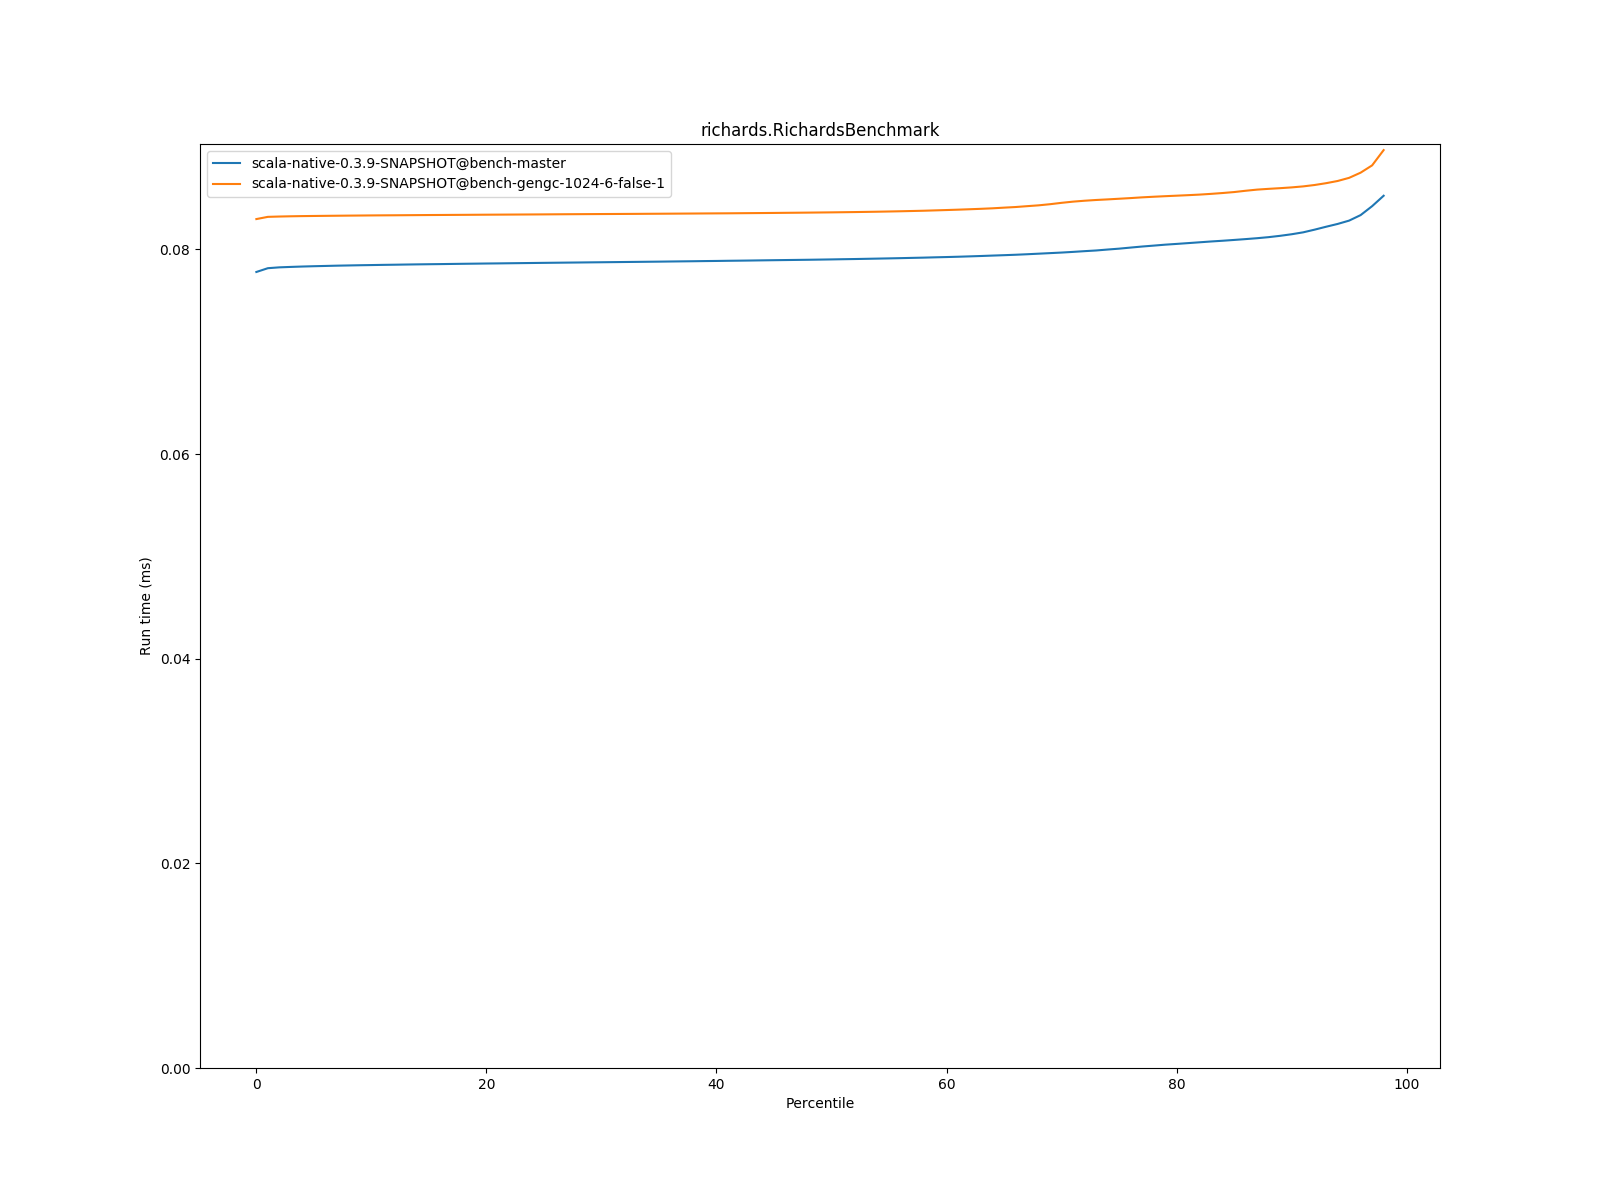 richards.RichardsBenchmark
scala-native-0.3.9-SNAPSHOT@bench-master
scala-native-0.3.9-SNAPSHOT@bench-gengc-1024-6-false-1
0.08
0.06
0.04
0.02
0.00
Run time (ms)
0 20 40 60 80 100
Percentile